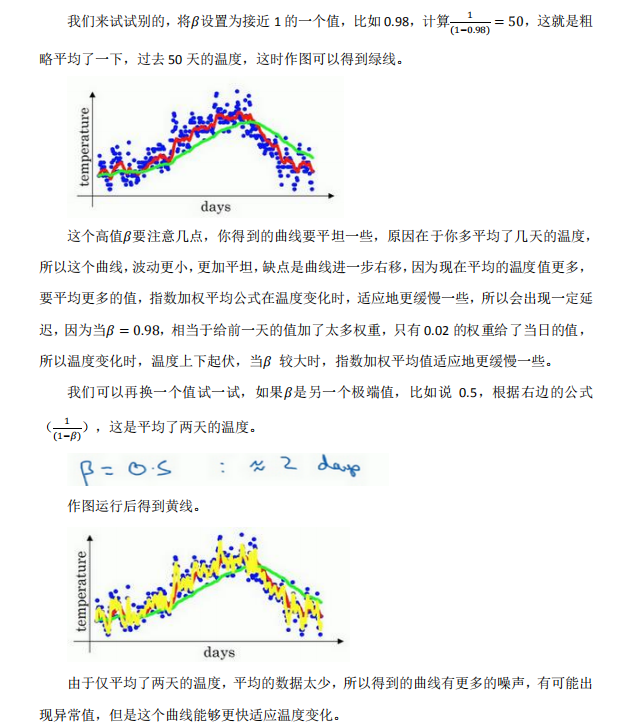 我们来试试别的，将β设置为接近 1 的一个值，比如 0.98，计算 1/(1−0.98) = 50，这就是粗
略平均了一下，过去 50 天的温度，这时作图可以得到绿线。
temperature
days
这个高值β要注意几点，你得到的曲线要平坦一些，原因在于你多平均了几天的温度，
所以这个曲线，波动更小，更加平坦，缺点是曲线进一步右移，因为现在平均的温度值更多，
要平均更多的值，指数加权平均公式在温度变化时，适应地更缓慢一些，所以会出现一定延
迟，因为当β = 0.98，相当于给前一天的值加了太多权重，只有 0.02 的权重给了当日的值，
所以温度变化时，温度上下起伏，当β 较大时，指数加权平均值适应地更缓慢一些。
我们可以再换一个值试一试，如果β是另一个极端值，比如说 0.5，根据右边的公式
（1/(1−β)），这是平均了两天的温度。
β = 0.5 : ≈ 2 days
作图运行后得到黄线。
temperature
days
由于仅平均了两天的温度，平均的数据太少，所以得到的曲线有更多的噪声，有可能出
现异常值，但是这个曲线能够更快适应温度变化。